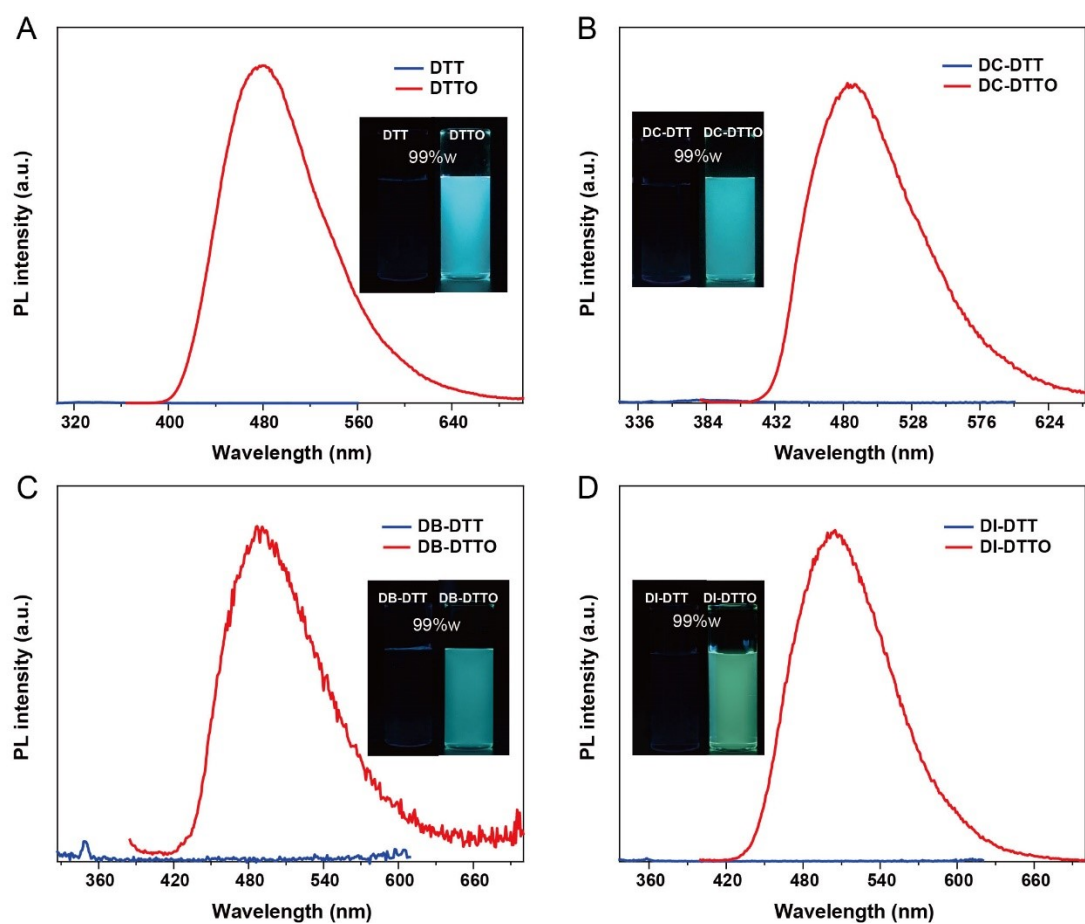 A
DTT
DTTO
DTT DTTO
99%w
PL intensity (a.u.)
320 400 480 560 640
Wavelength (nm)
B
DC-DTT
DC-DTTO
DC-DTT DC-DTTO
99%w
PL intensity (a.u.)
336 384 432 480 528 576 624
Wavelength (nm)
C
DB-DTT
DB-DTTO
DB-DTT DB-DTTO
99%w
PL intensity (a.u.)
360 420 480 540 600 660
Wavelength (nm)
D
DI-DTT
DI-DTTO
DI-DTT DI-DTTO
99%w
PL intensity (a.u.)
360 420 480 540 600 660
Wavelength (nm)